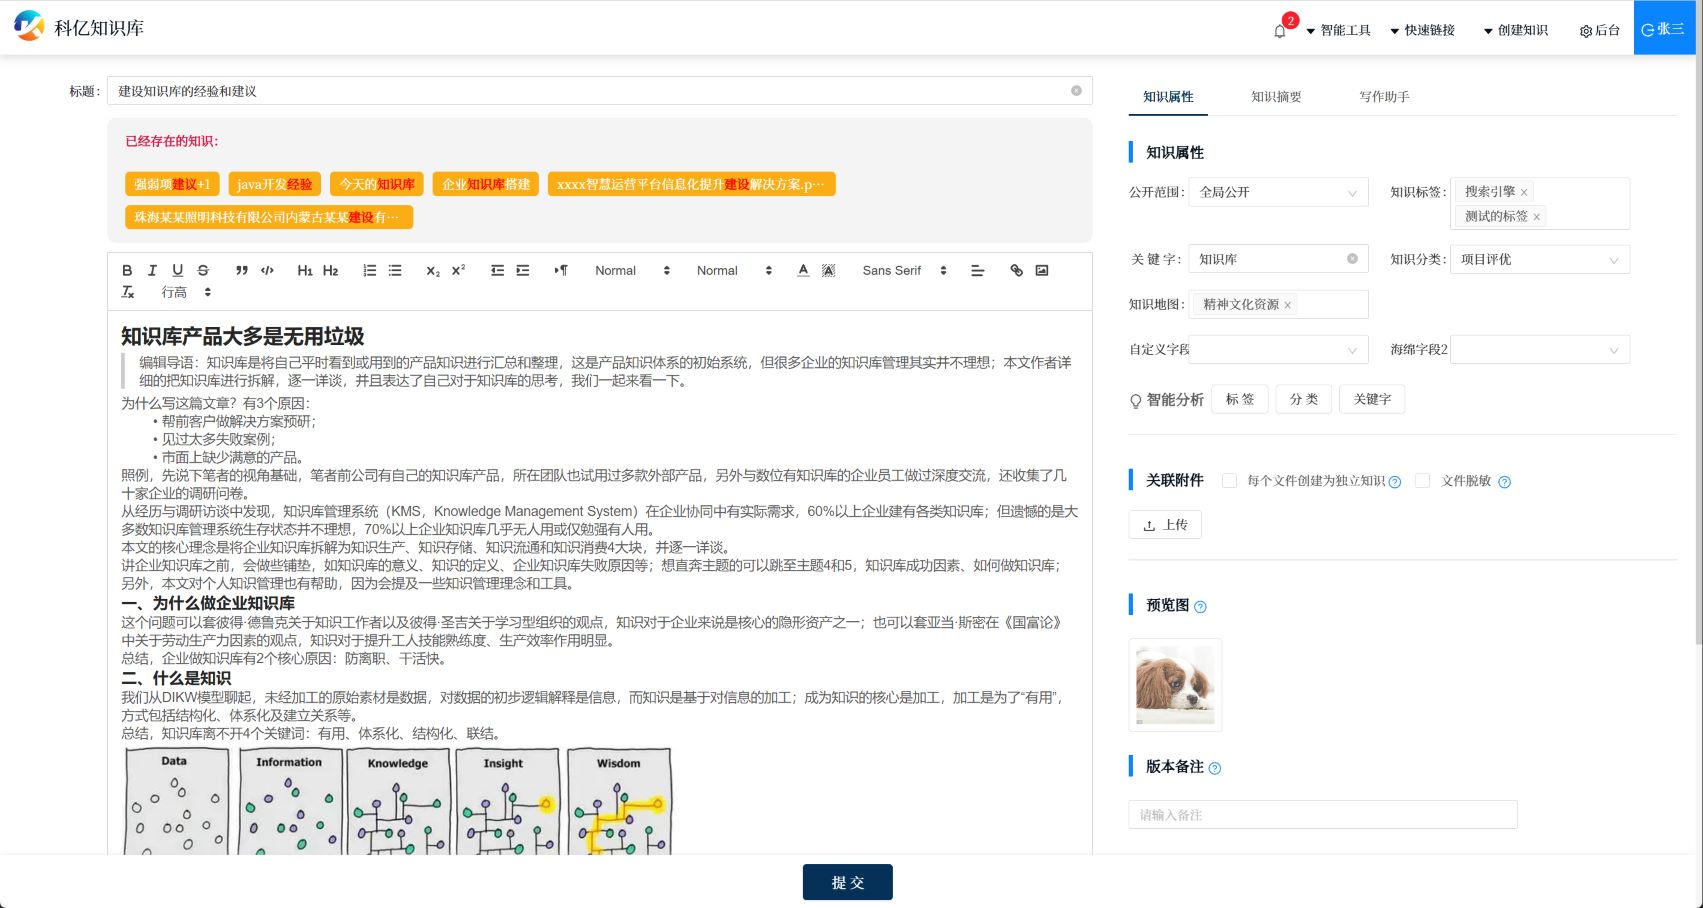 科亿知识库
2
智能工具
快速链接
创建知识
后台
张三
标题：
建设知识库的经验和建议
已经存在的知识：
强弱项建议+1
java开发经验
今天的知识库
企业知识库搭建
xxxx智慧运营平台信息化提升建设解决方案.p…
珠海某某照明科技有限公司内蒙古某某建设有…
B I U S
H1 H2
X₂ X²
Normal
Normal
A
Sans Serif
行高
知识库产品大多是无用垃圾
编辑导语：知识库是将自己平时看到或用到的产品知识进行汇总和整理，这是产品知识体系的初始系统，但很多企业的知识库管理其实并不理想；本文作者详
细的把知识库进行拆解，逐一详谈，并且表达了自己对于知识库的思考，我们一起来看一下。
为什么写这篇文章？有3个原因：
• 帮前客户做解决方案预研；
• 见过太多失败案例；
• 市面上缺少满意的产品。
照例，先说下笔者的视角基础，笔者前公司有自己的知识库产品，所在团队也试用过多款外部产品，另外与数位有知识库的企业员工做过深度交流，还收集了几
十家企业的调研问卷。
从经历与调研访谈中发现，知识库管理系统（KMS，Knowledge Management System）在企业协同中有实际需求，60%以上企业建有各类知识库；但遗憾的是大
多数知识库管理系统生存状态并不理想，70%以上企业知识库几乎无人用或仅勉强有人用。
本文的核心理念是将企业知识库拆解为知识生产、知识存储、知识流通和知识消费4大块，并逐一详谈。
讲企业知识库之前，会做些铺垫，如知识库的意义、知识的定义、企业知识库失败原因等；想直奔主题的可以跳至主题4和5，知识库成功因素、如何做知识库；
另外，本文对个人知识管理也有帮助，因为会提及一些知识管理理念和工具。
一、为什么做企业知识库
这个问题可以套彼得·德鲁克关于知识工作者以及彼得·圣吉关于学习型组织的观点，知识对于企业来说是核心的隐形资产之一；也可以套亚当·斯密在《国富论》
中关于劳动生产力因素的观点，知识对于提升工人技能熟练度、生产效率作用明显。
总结，企业做知识库有2个核心原因：防离职、干活快。
二、什么是知识
我们从DIKW模型聊起，未经加工的原始素材是数据，对数据的初步逻辑解释是信息，而知识是基于对信息的加工；成为知识的核心是加工，加工是为了“有用”，
方式包括结构化、体系化及建立关系等。
总结，知识库离不开4个关键词：有用、体系化、结构化、联结。
Data
Information
Knowledge
Insight
Wisdom
知识属性
知识摘要
写作助手
知识属性
公开范围：
全局公开
知识标签：
搜索引擎 ×
测试的标签 ×
关 键 字：
知识库
知识分类：
项目评优
知识地图：
精神文化资源 ×
自定义字段
海绵字段2
智能分析
标 签
分 类
关键字
关联附件
每个文件创建为独立知识
文件脱敏
上传
预览图
版本备注
请输入备注
提 交